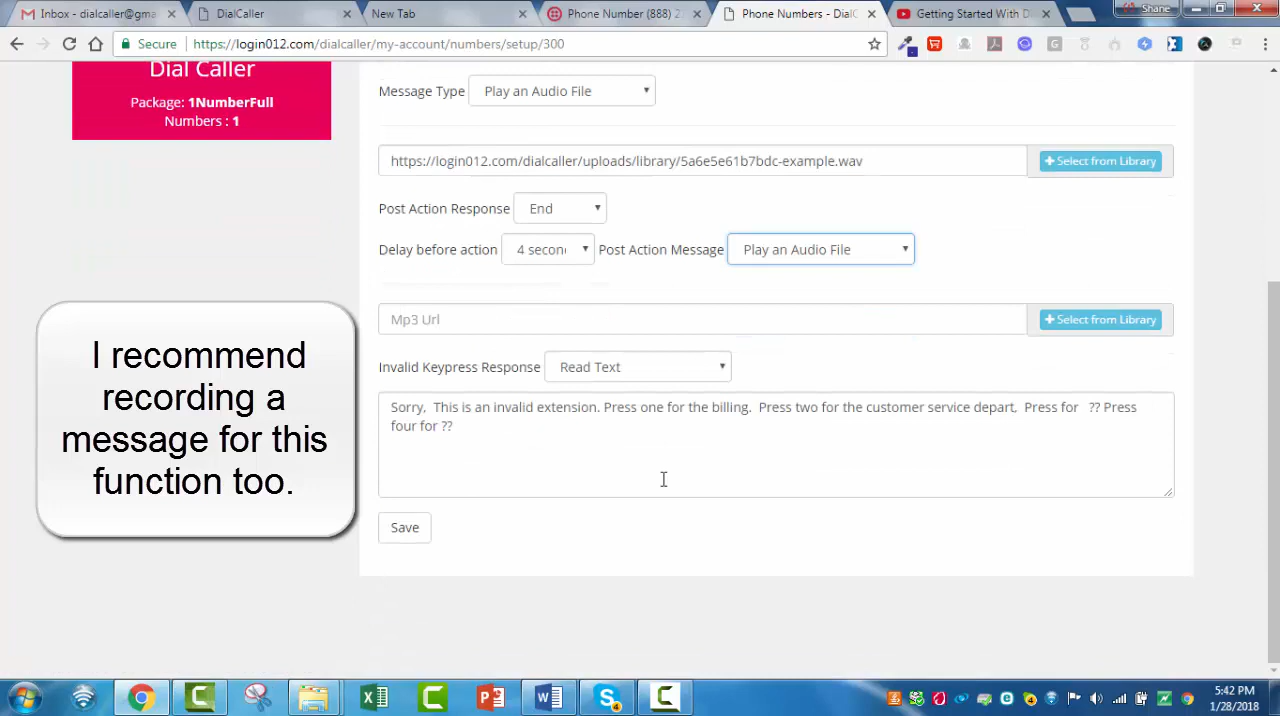 Inbox - dialcaller@gma
DialCaller
New Tab
Phone Number (888) 2
Phone Numbers - DialC
Getting Started With D
Shane
Secure
https://login012.com/dialcaller/my-account/numbers/setup/300
Dial Caller
Package: 1NumberFull
Numbers : 1
Message Type
Play an Audio File
https://login012.com/dialcaller/uploads/library/5a6e5e61b7bdc-example.wav
Select from Library
Post Action Response
End
Delay before action
4 secon
Post Action Message
Play an Audio File
Mp3 Url
Select from Library
Invalid Keypress Response
Read Text
Sorry, This is an invalid extension. Press one for the billing. Press two for the customer service depart, Press for ?? Press
four for ??
Save
I recommend
recording a
message for this
function too.
5:42 PM
1/28/2018